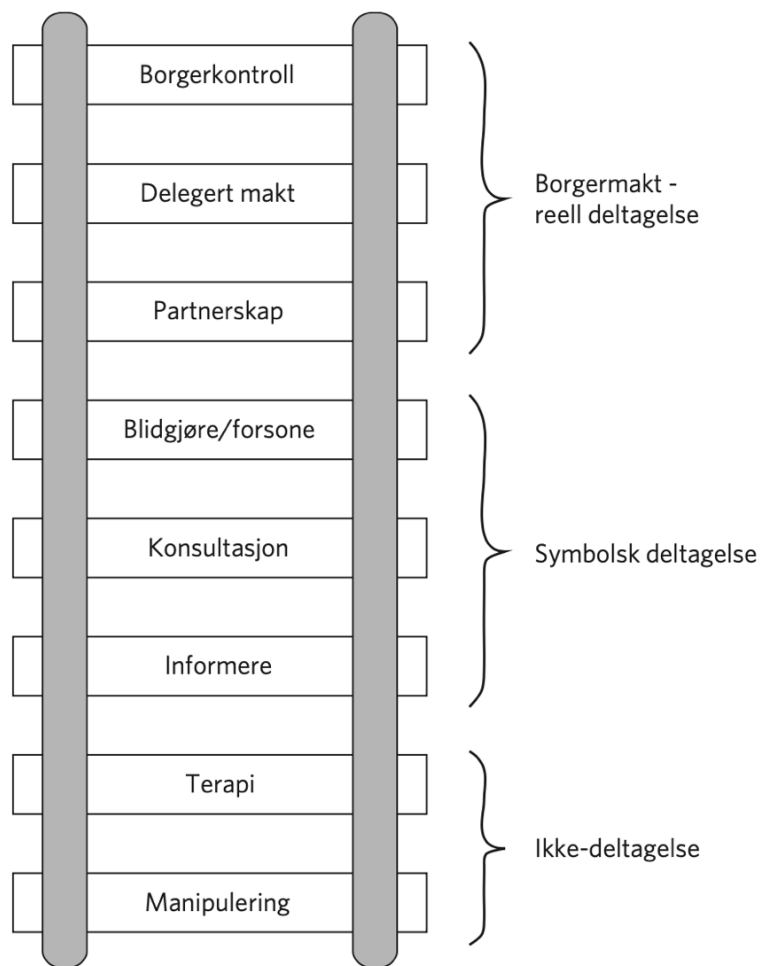 Borgerkontroll
Delegert makt
Borgermakt -
reell deltagelse
Partnerskap
Blidgjøre/forsone
Konsultasjon
Symbolsk deltagelse
Informere
Terapi
Ikke-deltagelse
Manipulering